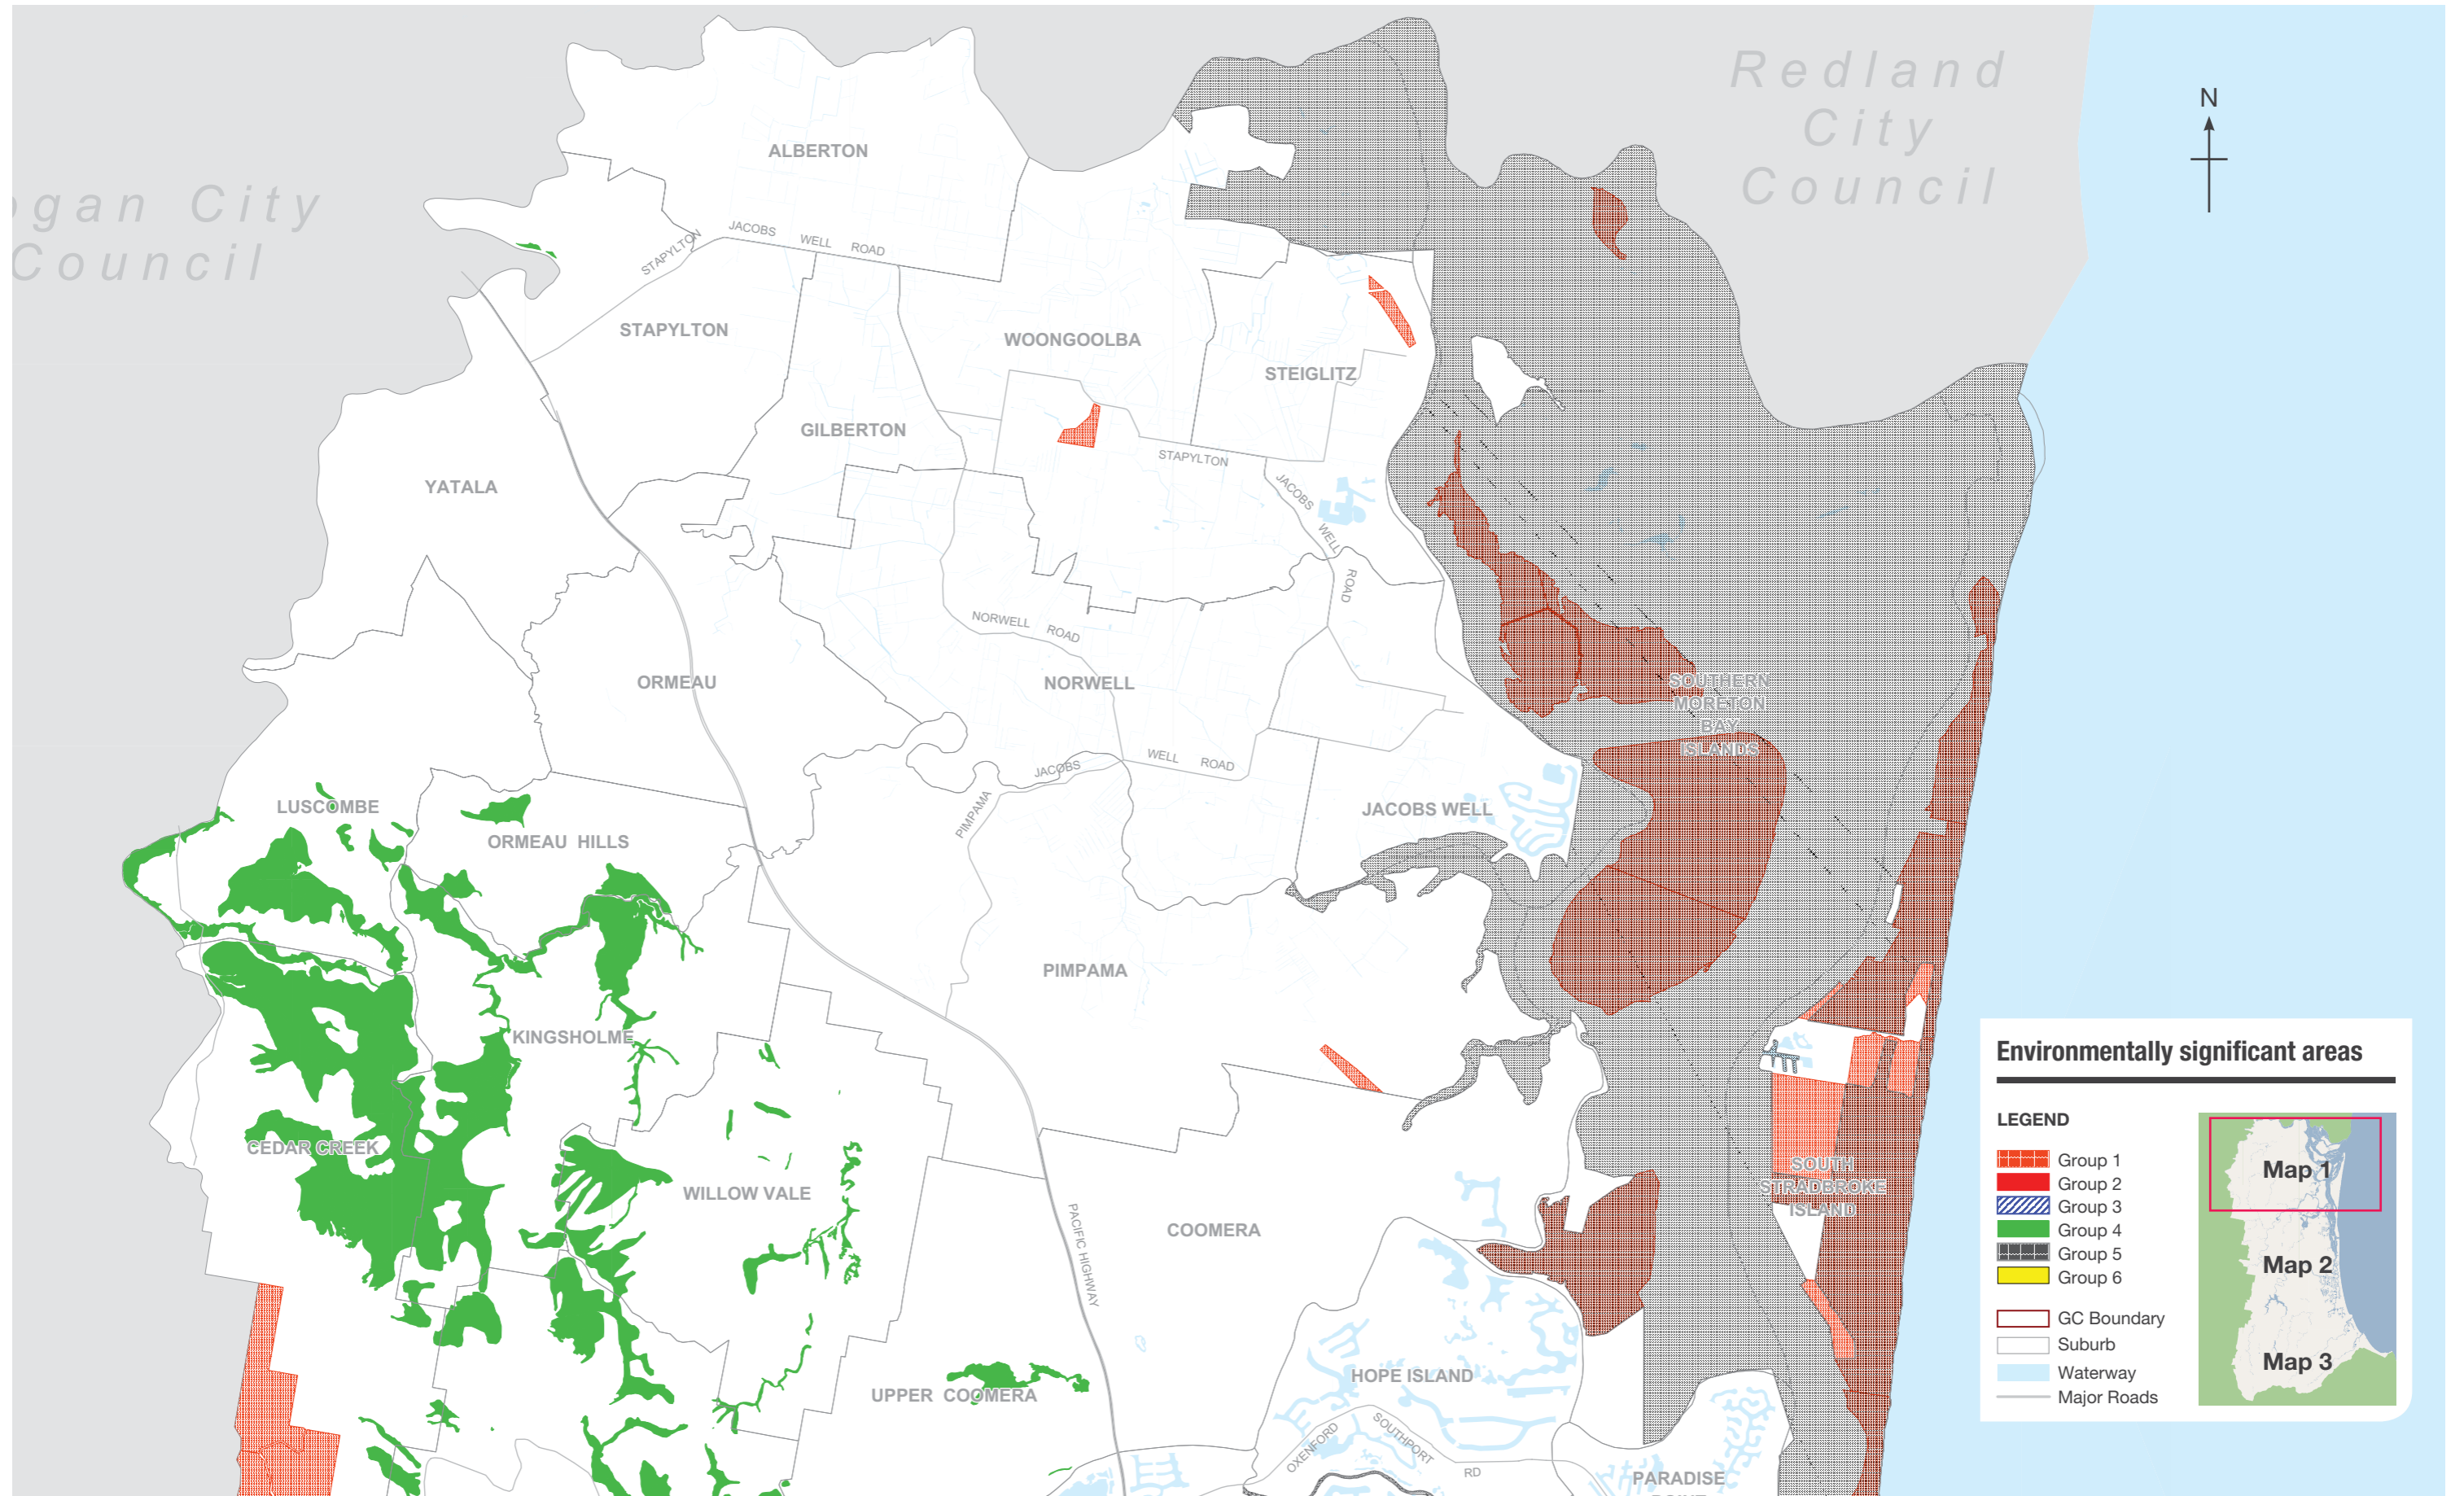 Redland
City
Council
N
ogan City
Council
ALBERTON
STAPYLTON
JACOBS WELL ROAD
STAPYLTON
WOONGOOLBA
STEIGLITZ
GILBERTON
STAPYLTON
JACOBS
WELL
ROAD
YATALA
NORWELL ROAD
ORMEAU
NORWELL
SOUTHERN
MORETON
BAY
ISLANDS
JACOBS
WELL ROAD
PIMPAMA
JACOBS WELL
LUSCOMBE
ORMEAU HILLS
PIMPAMA
KINGSHOLME
CEDAR CREEK
WILLOW VALE
COOMERA
PACIFIC HIGHWAY
SOUTH
STRADBROKE
ISLAND
UPPER COOMERA
HOPE ISLAND
OXENFORD
SOUTHPORT
RD
PARADISE
Environmentally significant areas
LEGEND
Group 1
Group 2
Group 3
Group 4
Group 5
Group 6
GC Boundary
Suburb
Waterway
Major Roads
Map 1
Map 2
Map 3